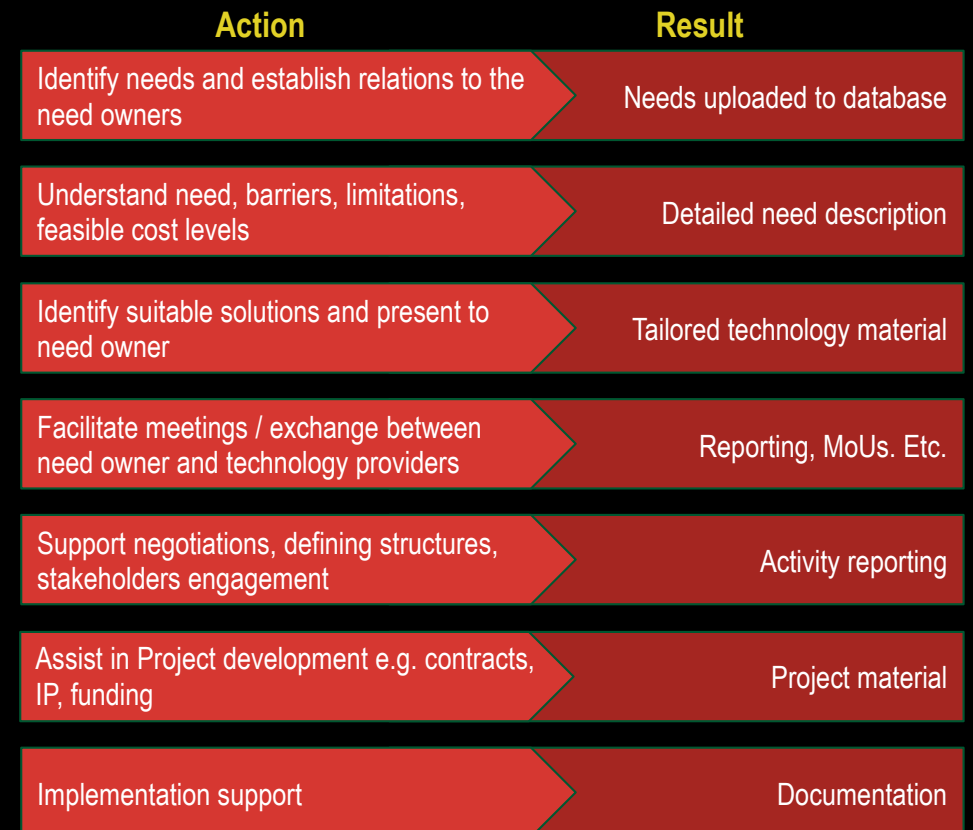 Action
Result
Identify needs and establish relations to the
need owners
Needs uploaded to database
Understand need, barriers, limitations,
feasible cost levels
Detailed need description
Identify suitable solutions and present to
need owner
Tailored technology material
Facilitate meetings / exchange between
need owner and technology providers
Reporting, MoUs. Etc.
Support negotiations, defining structures,
stakeholders engagement
Activity reporting
Assist in Project development e.g. contracts,
IP, funding
Project material
Implementation support
Documentation